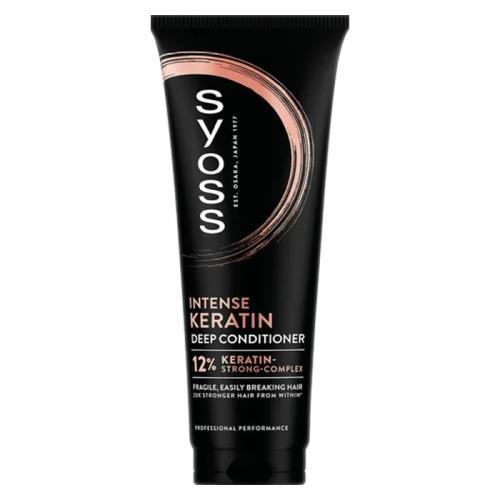 SYOSS
EST. OSAKA, JAPAN 1977
INTENSE
KERATIN
DEEP CONDITIONER
12% KERATIN-
STRONG-COMPLEX
FRAGILE, EASILY BREAKING HAIR
20X STRONGER HAIR FROM WITHIN*
PROFESSIONAL PERFORMANCE